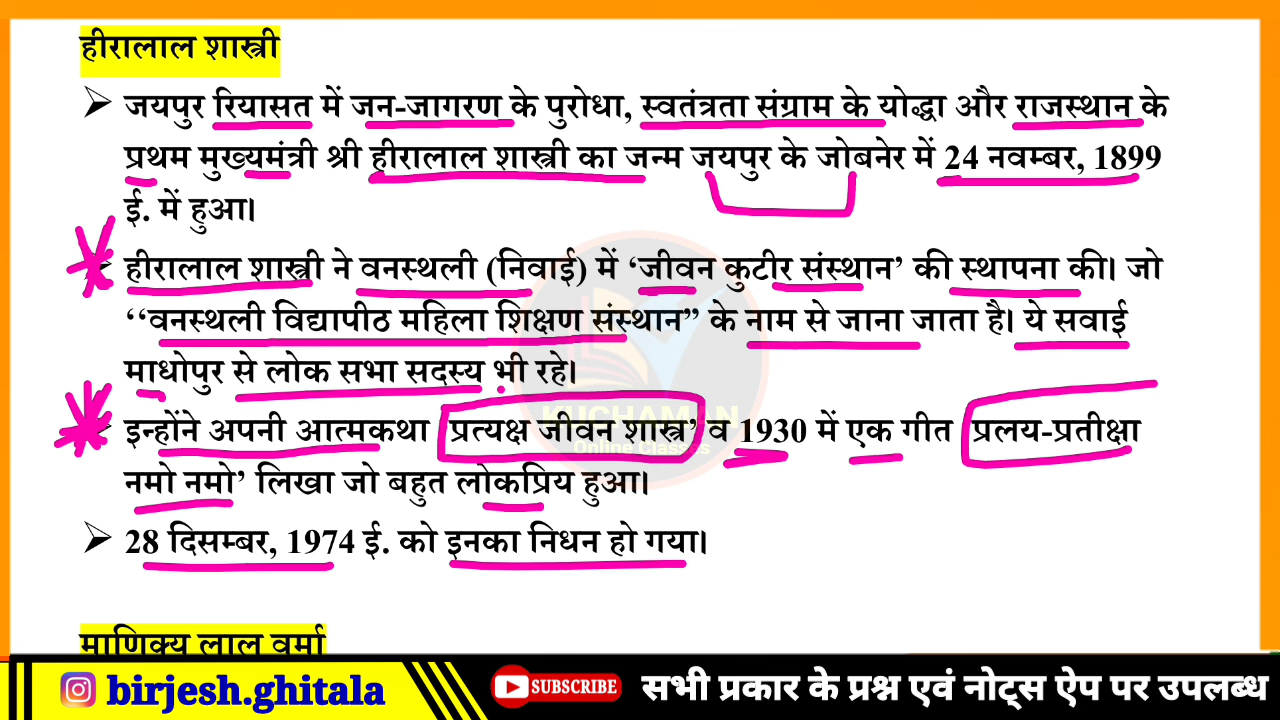 हीरालाल शास्त्री
➢ जयपुर रियासत में जन-जागरण के पुरोधा, स्वतंत्रता संग्राम के योद्धा और राजस्थान के
प्रथम मुख्यमंत्री श्री हीरालाल शास्त्री का जन्म जयपुर के जोबनेर में 24 नवम्बर, 1899
ई. में हुआ।
हीरालाल शास्त्री ने वनस्थली (निवाई) में ‘जीवन कुटीर संस्थान’ की स्थापना की। जो
‘‘वनस्थली विद्यापीठ महिला शिक्षण संस्थान” के नाम से जाना जाता है। ये सवाई
माधोपुर से लोक सभा सदस्य भी रहे।
इन्होंने अपनी आत्मकथा प्रत्यक्ष जीवन शास्त्र’ व 1930 में एक गीत प्रलय-प्रतीक्षा
नमो नमो’ लिखा जो बहुत लोकप्रिय हुआ।
➢ 28 दिसम्बर, 1974 ई. को इनका निधन हो गया।
KUCHAMAN
Online Classes
माणिक्य लाल वर्मा
birjesh.ghitala
SUBSCRIBE
सभी प्रकार के प्रश्न एवं नोट्स ऐप पर उपलब्ध